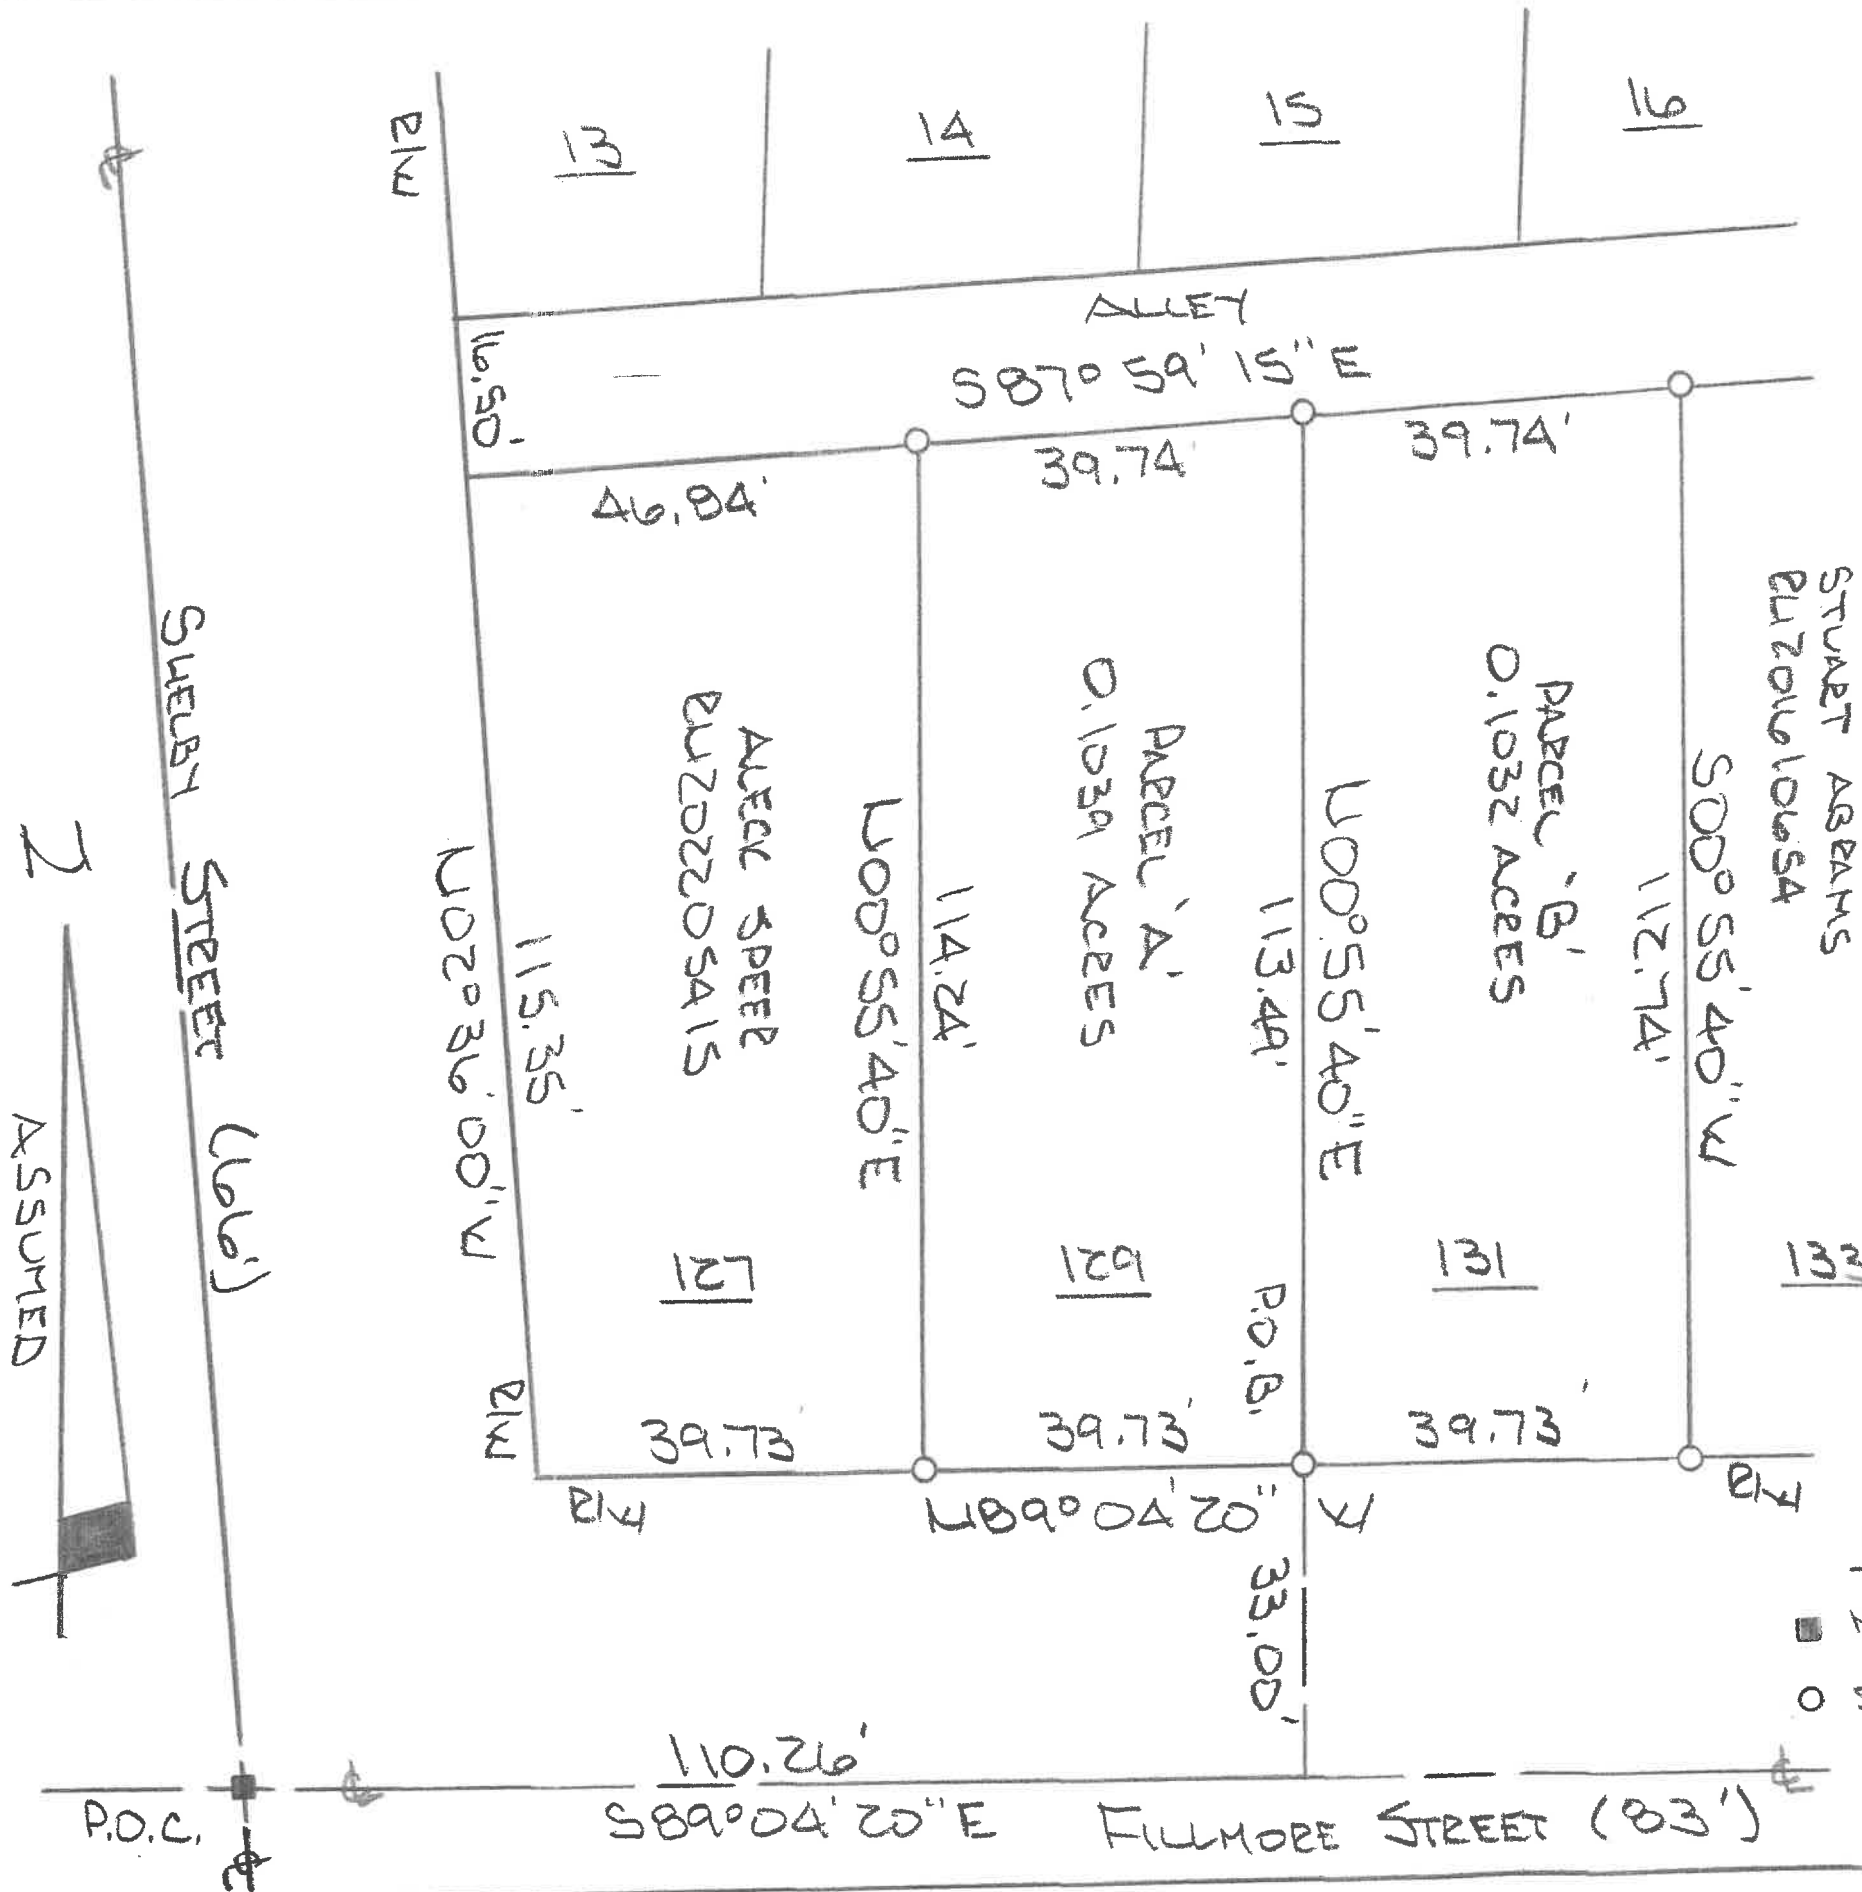 13
14
15
16
R/W
ALLEY
16.50'
S 87° 59' 15" E
46.84'
39.74'
39.74'
SHELBY STREET (66')
N02° 36' 00" W
115.35'
ALECK SPEER
N00° 55' 40" E
114.24'
PARCEL 'A'
0.1039 ACRES
113.49'
N00° 55' 40" E
PARCEL 'B'
0.1032 ACRES
112.74'
S00° 55' 40" W
STUART ABRAMS
127
129
131
P.O.B.
R/W
39.73'
39.73'
39.73'
R/W
N89° 04' 20" W
R/W
33.00'
N
ASSUMED
110.26'
P.O.C.
S89° 04' 20" E
FILLMORE STREET (83')